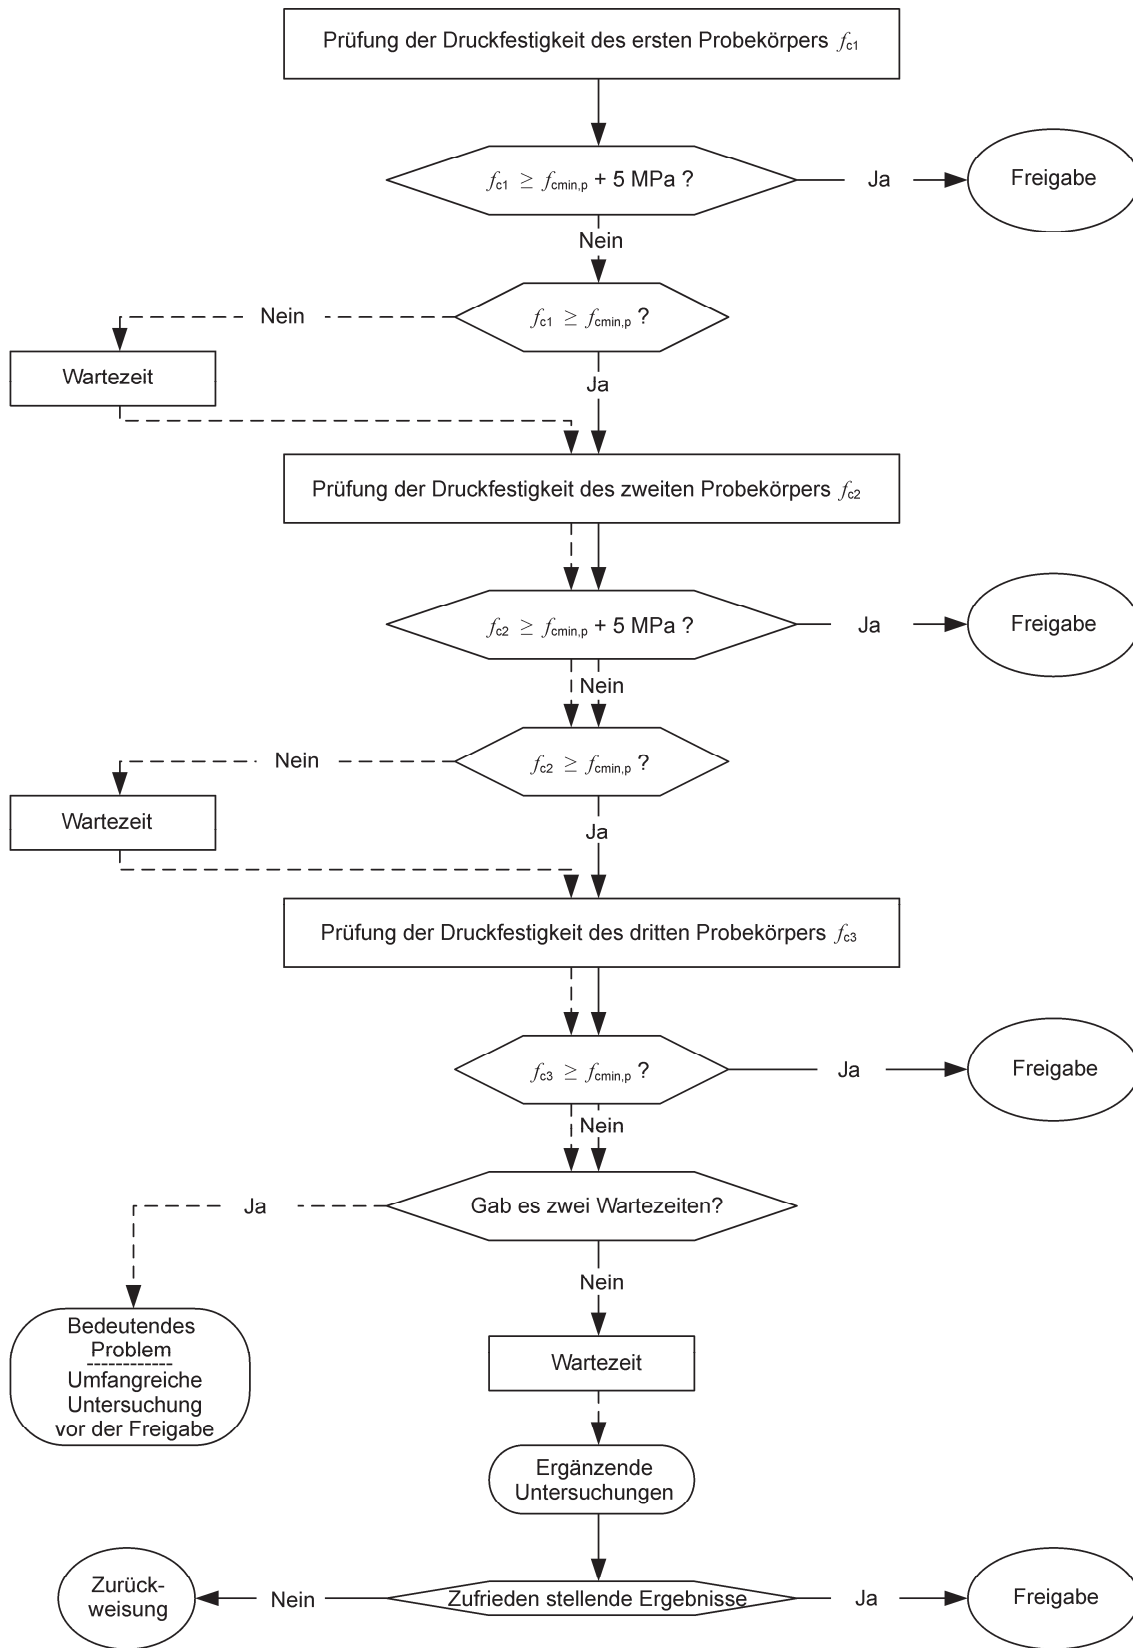 Prüfung der Druckfestigkeit des ersten Probekörpers fc1
fc1 ≥ fcmin,p + 5 MPa ?
Ja
Freigabe
Nein
fc1 ≥ fcmin,p ?
Nein
Wartezeit
Ja
Prüfung der Druckfestigkeit des zweiten Probekörpers fc2
fc2 ≥ fcmin,p + 5 MPa ?
Ja
Freigabe
Nein
fc2 ≥ fcmin,p ?
Nein
Wartezeit
Ja
Prüfung der Druckfestigkeit des dritten Probekörpers fc3
fc3 ≥ fcmin,p ?
Ja
Freigabe
Nein
Gab es zwei Wartezeiten?
Ja
Bedeutendes
Problem
------------
Umfangreiche
Untersuchung
vor der Freigabe
Nein
Wartezeit
Ergänzende
Untersuchungen
Zufrieden stellende Ergebnisse
Nein
Zurück-
weisung
Ja
Freigabe